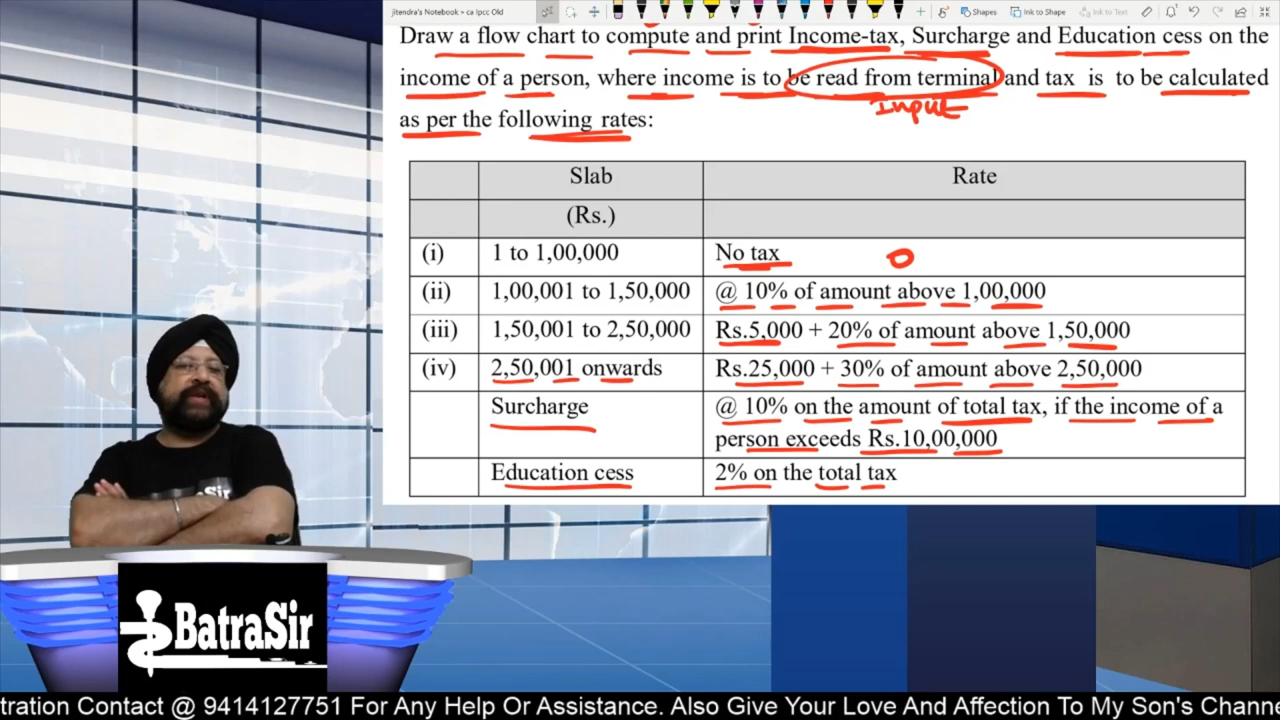 jitendra's Notebook > ca Ipcc Old
Shapes
Ink to Shape
Ink to Text
Draw a flow chart to compute and print Income-tax, Surcharge and Education cess on the
income of a person, where income is to be read from terminal and tax is to be calculated
Input
as per the following rates:
Slab Rate
(Rs.)
(i) 1 to 1,00,000 No tax 0
(ii) 1,00,001 to 1,50,000 @ 10% of amount above 1,00,000
(iii) 1,50,001 to 2,50,000 Rs.5,000 + 20% of amount above 1,50,000
(iv) 2,50,001 onwards Rs.25,000 + 30% of amount above 2,50,000
Surcharge @ 10% on the amount of total tax, if the income of a
person exceeds Rs.10,00,000
Education cess 2% on the total tax
BatraSir
tration Contact @ 9414127751 For Any Help Or Assistance. Also Give Your Love And Affection To My Son's Channe